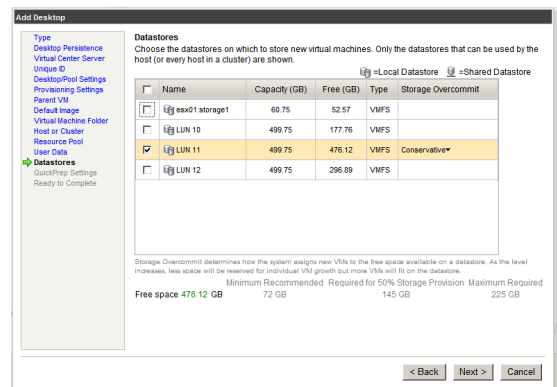 Add Desktop
Type
Desktop Persistence
Virtual Center Server
Unique ID
Desktop/Pool Settings
Provisioning Settings
Parent VM
Default Image
Virtual Machine Folder
Host or Cluster
Resource Pool
User Data
Datastores
QuickPrep Settings
Ready to Complete
Datastores
Choose the datastores on which to store new virtual machines. Only the datastores that can be used by the
host (or every host in a cluster) are shown.
=Local Datastore =Shared Datastore
Name Capacity (GB) Free (GB) Type Storage Overcommit
esx01:storage1 60.75 52.57 VMFS
LUN 10 499.75 177.76 VMFS
LUN 11 499.75 476.12 VMFS Conservative
LUN 12 499.75 296.89 VMFS
Storage Overcommit determines how the system assigns new VMs to the free space available on a datastore. As the level
increases, less space will be reserved for individual VM growth but more VMs will fit on the datastore.
Minimum Recommended Required for 50% Storage Provision Maximum Required
Free space 476.12 GB 72 GB 145 GB 225 GB
< Back Next > Cancel